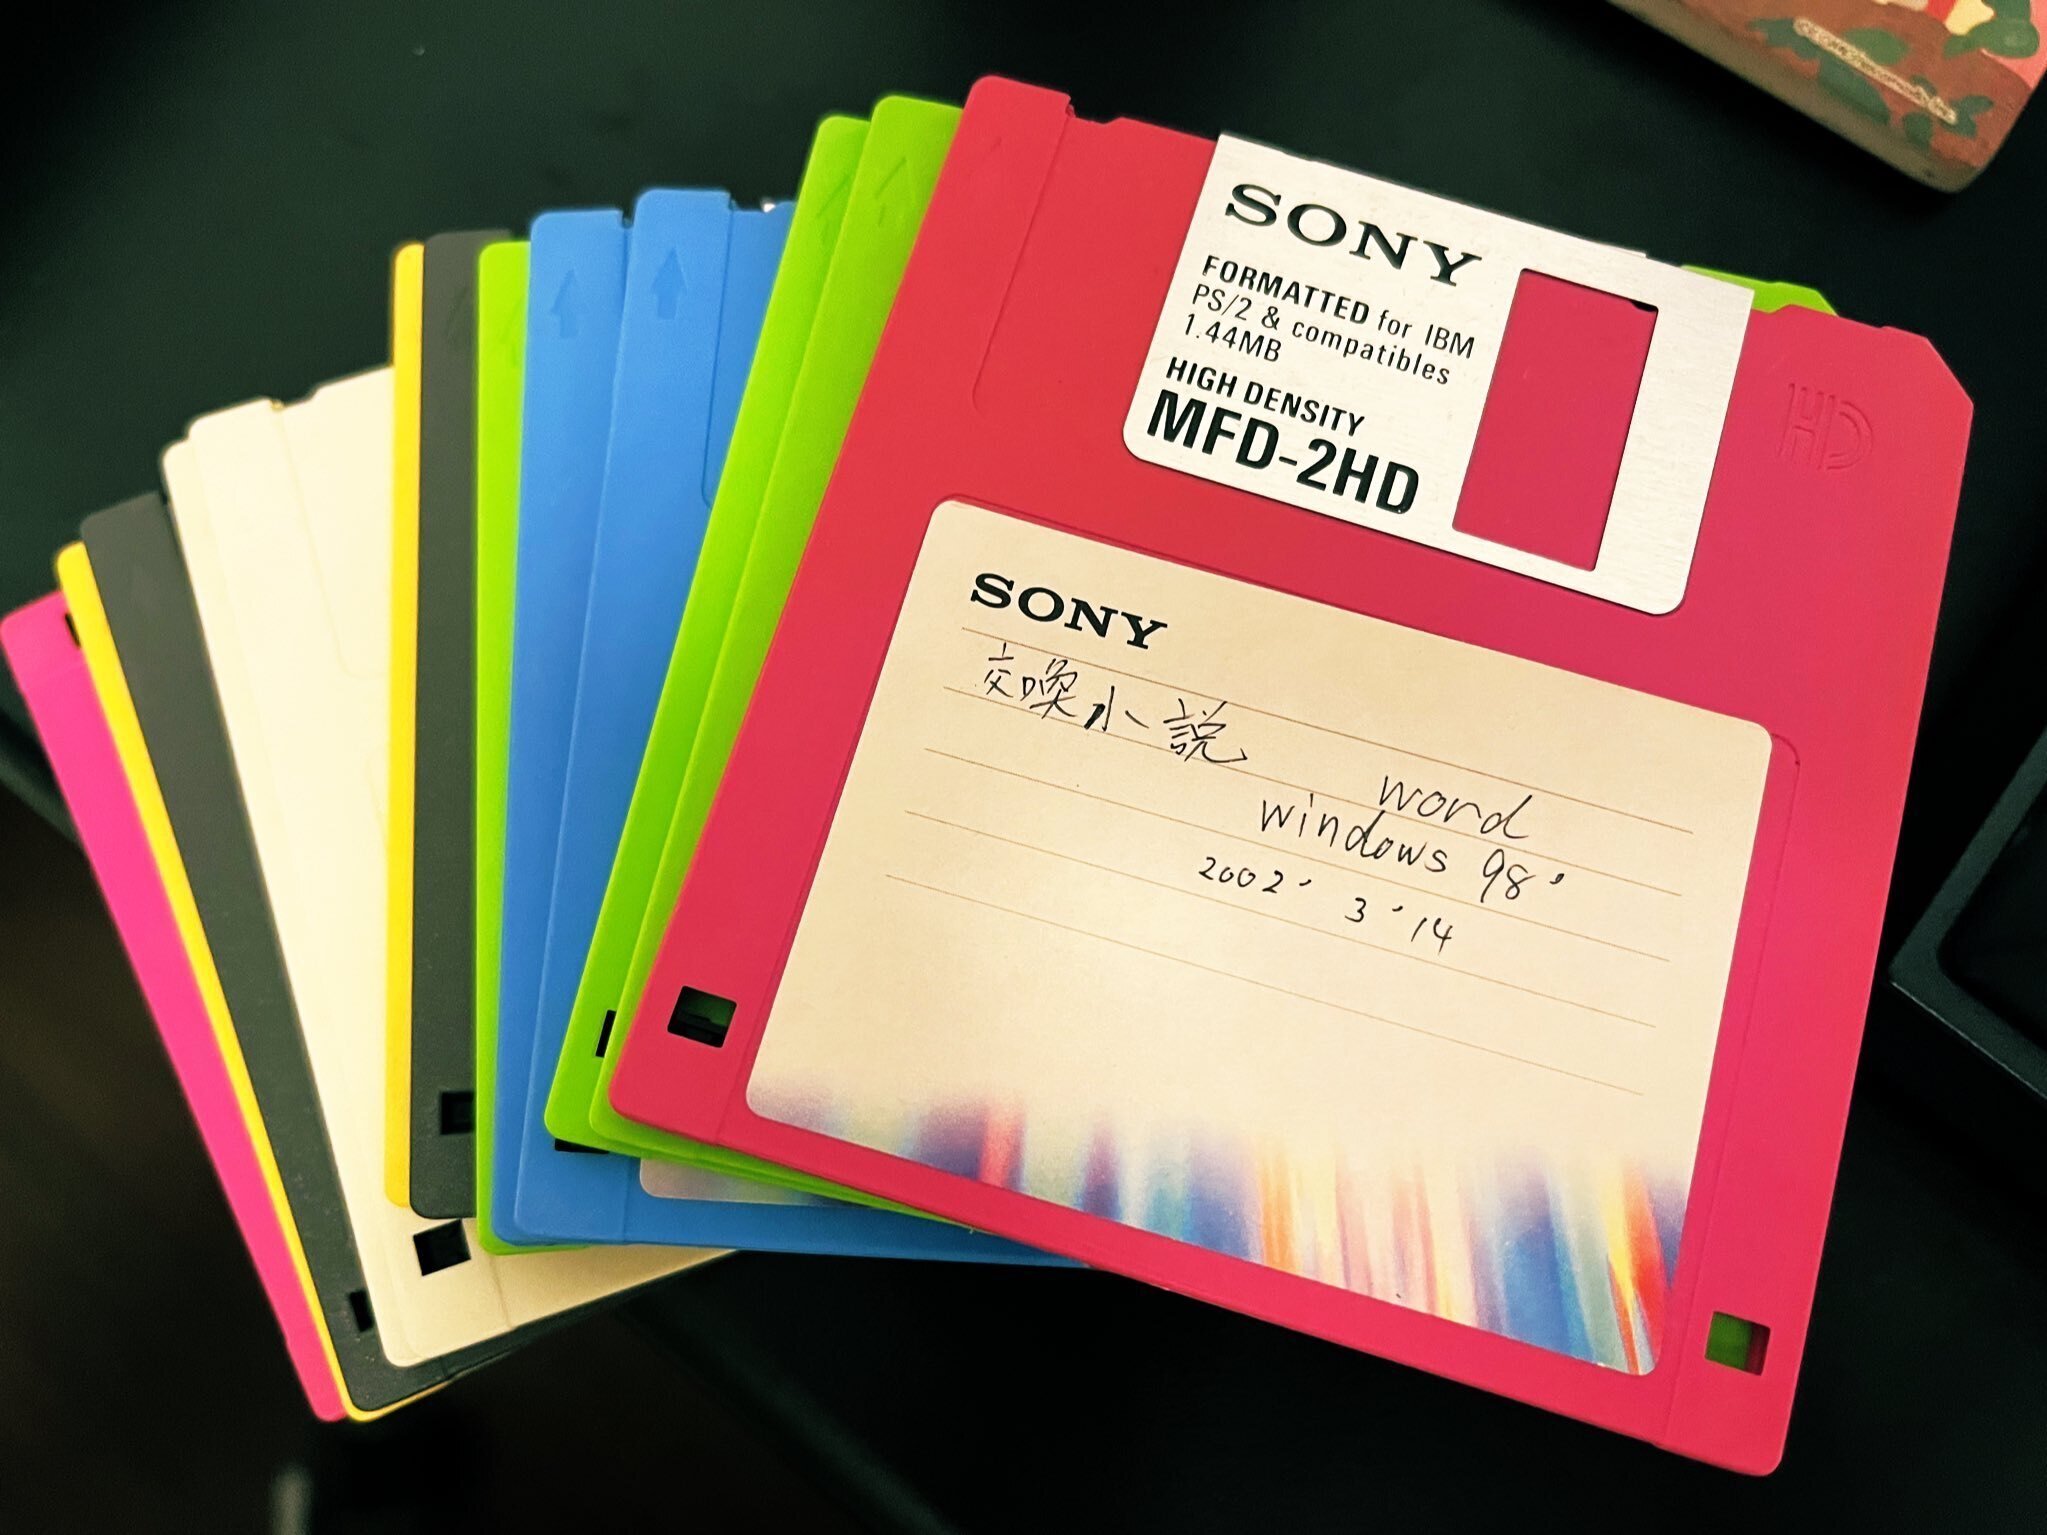 SONY
FORMATTED for IBM
PS/2 & compatibles
1.44MB
HIGH DENSITY
MFD-2HD
HD
SONY
交喚小説
word
windows 98'
2002' 3 '14